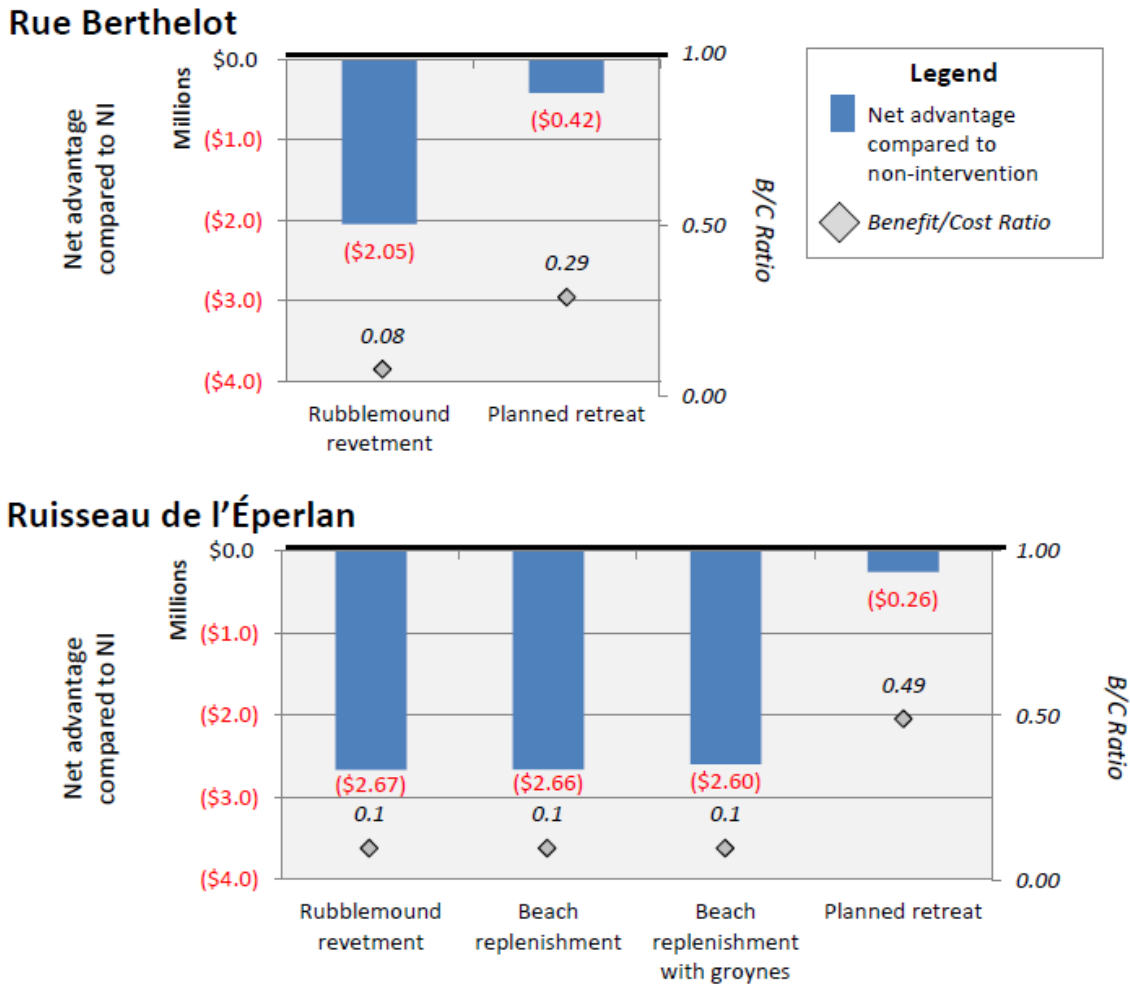 Rue Berthelot
Net advantage
compared to NI
Millions
$0.0
($1.0)
($2.0)
($3.0)
($4.0)
($2.05)
($0.42)
0.08
0.29
1.00
0.50
0.00
B/C Ratio
Rubblemound
revetment
Planned retreat
Legend
Net advantage
compared to
non-intervention
Benefit/Cost Ratio
Ruisseau de l'Éperlan
Net advantage
compared to NI
Millions
$0.0
($1.0)
($2.0)
($3.0)
($4.0)
($2.67)
($2.66)
($2.60)
($0.26)
0.1
0.1
0.1
0.49
1.00
0.50
0.00
B/C Ratio
Rubblemound
revetment
Beach
replenishment
Beach
replenishment
with groynes
Planned retreat